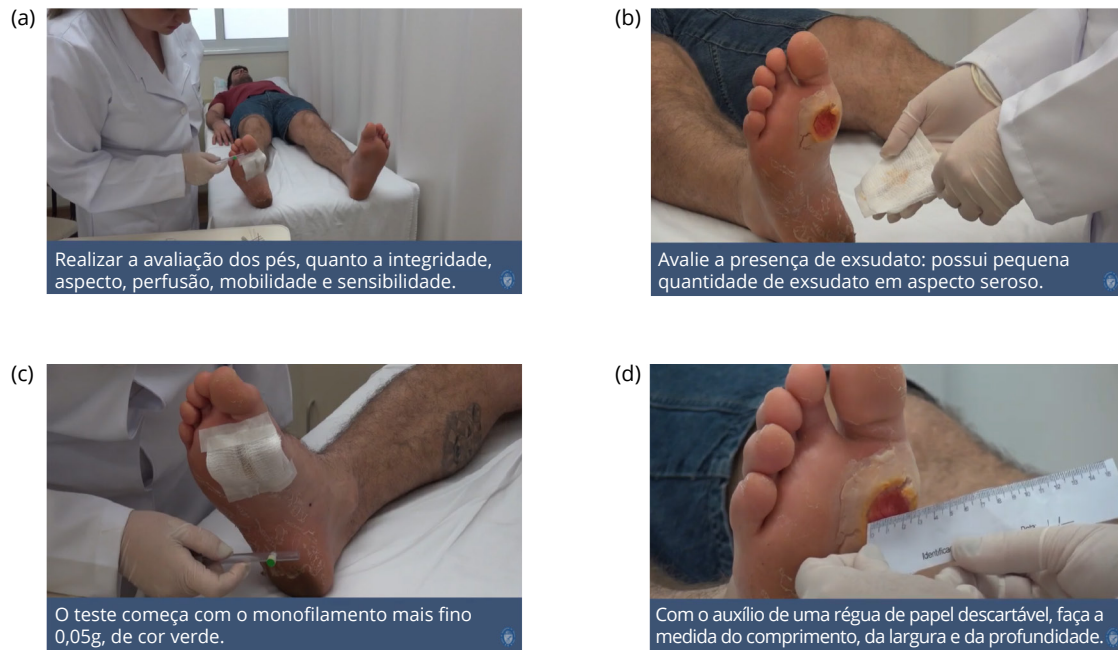 (a)
Realizar a avaliação dos pés, quanto a integridade,
aspecto, perfusão, mobilidade e sensibilidade.
(b)
Avalie a presença de exsudato: possui pequena
quantidade de exsudato em aspecto seroso.
(c)
O teste começa com o monofilamento mais fino
0,05g, de cor verde.
(d)
Com o auxílio de uma régua de papel descartável, faça a
medida do comprimento, da largura e da profundidade.